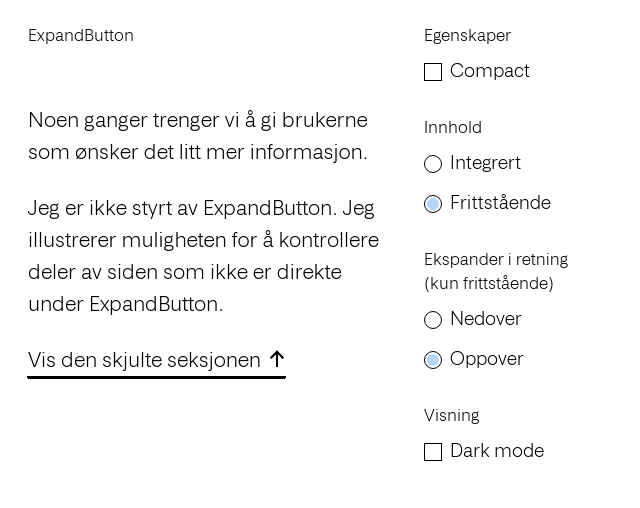 ExpandButton
Noen ganger trenger vi å gi brukerne
som ønsker det litt mer informasjon.
Jeg er ikke styrt av ExpandButton. Jeg
illustrerer muligheten for å kontrollere
deler av siden som ikke er direkte
under ExpandButton.
Vis den skjulte seksjonen ↑
Egenskaper
Compact
Innhold
Integrert
Frittstående
Ekspander i retning
(kun frittstående)
Nedover
Oppover
Visning
Dark mode